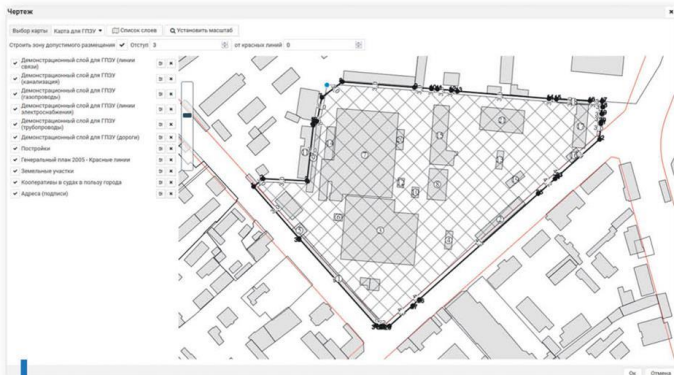 Чертеж
Выбор карты Карта для ГПЗУ Список слоев Установить масштаб
Строить зону допустимого размещения Отступ 3 от красных линий 0
Демонстрационный слой для ГПЗУ (линии
связи)
Демонстрационный слой для ГПЗУ
(канализация)
Демонстрационный слой для ГПЗУ
(газопроводы)
Демонстрационный слой для ГПЗУ (линии
электроснабжения)
Демонстрационный слой для ГПЗУ
(трубопроводы)
Демонстрационный слой для ГПЗУ (дороги)
Постройки
Генеральный план 2005 - Красные линии
Земельные участки
Кооперативы в судах в пользу города
Адреса (подписи)
Ок Отмена